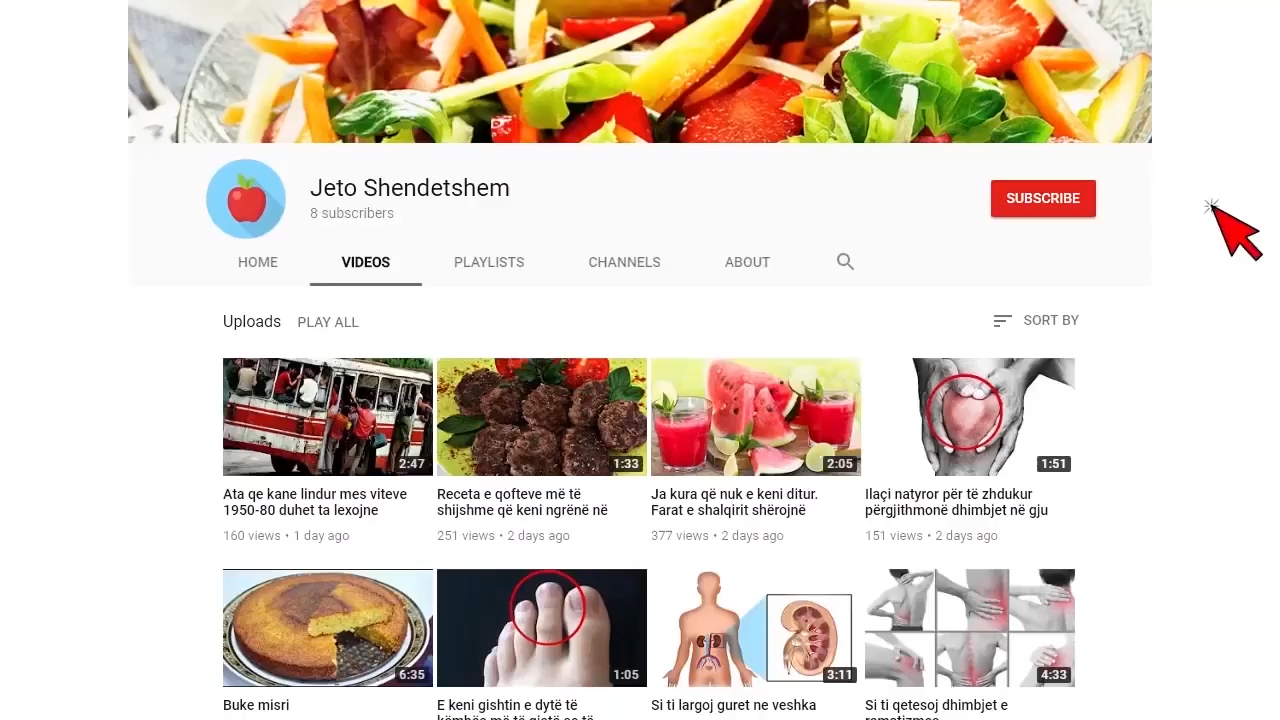 Jeto Shendetshem
8 subscribers
SUBSCRIBE
HOME VIDEOS PLAYLISTS CHANNELS ABOUT
Uploads PLAY ALL SORT BY
2:47 1:33 2:05 1:51
Ata qe kane lindur mes viteve
1950-80 duhet ta lexojne
160 views • 1 day ago
Receta e qofteve më të
shijshme që keni ngrënë në
251 views • 2 days ago
Ja kura që nuk e keni ditur.
Farat e shalqirit shërojnë
377 views • 2 days ago
Ilaçi natyror për të zhdukur
përgjithmonë dhimbjet në gju
151 views • 2 days ago
6:35 1:05 3:11 4:33
Buke misri
E keni gishtin e dytë të
Si ti largoj guret ne veshka
Si ti qetesoj dhimbjet e